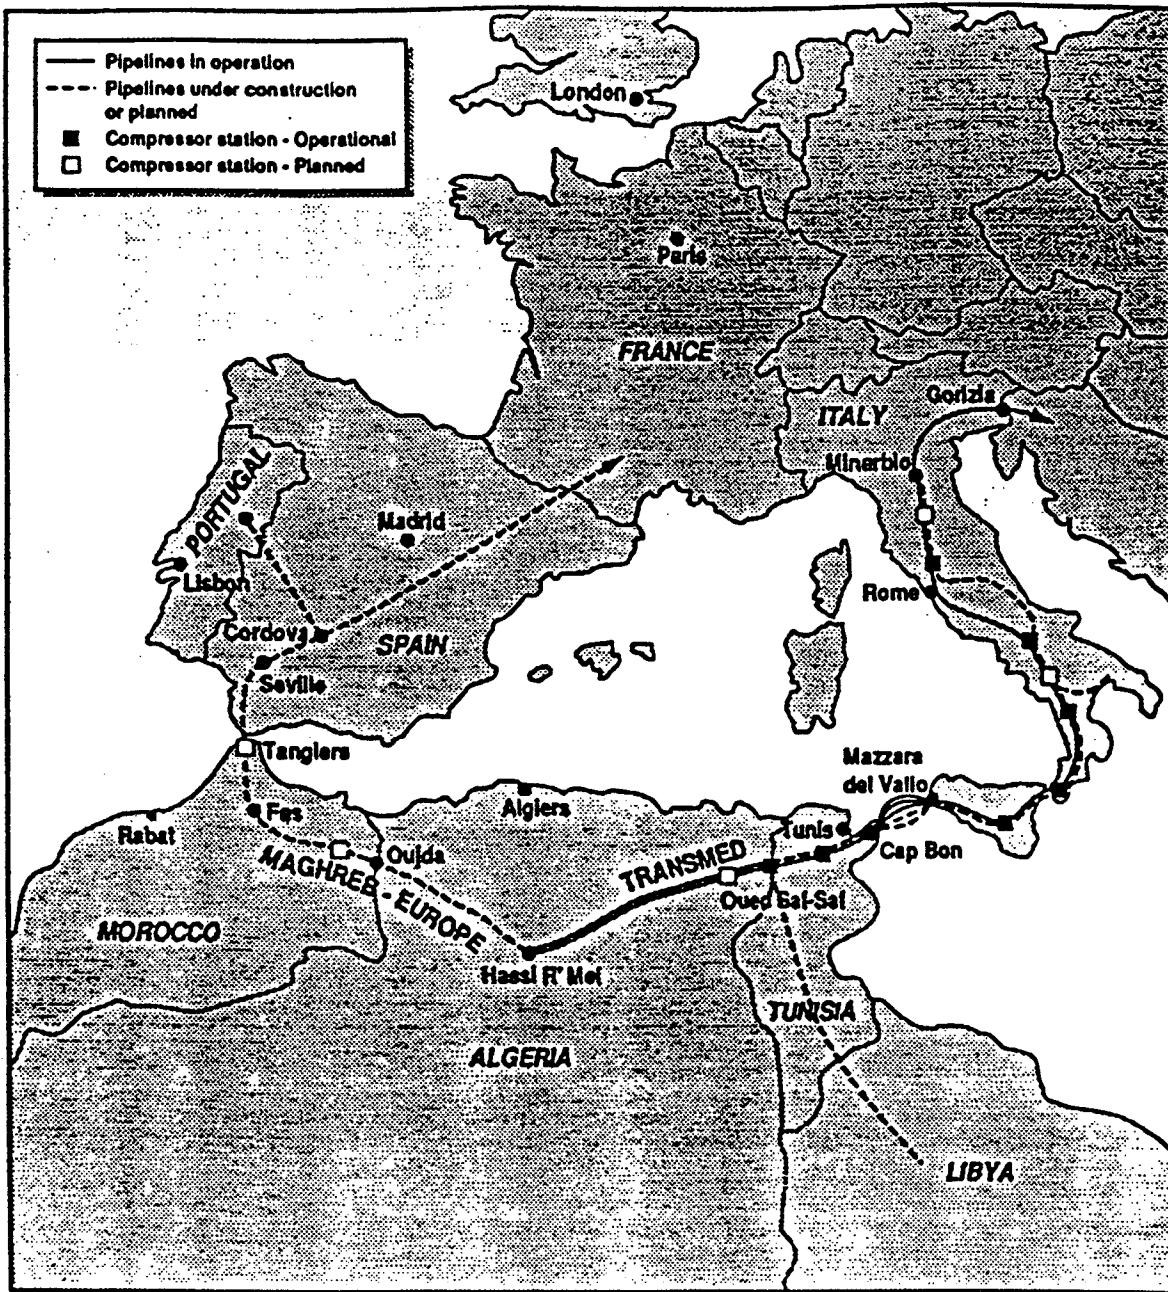 Pipelines in operation
Pipelines under construction
or planned
Compressor station - Operational
Compressor station - Planned
London
Paris
FRANCE
Gorizia
ITALY
Minerbio
PORTUGAL
Madrid
Lisbon
Rome
Cordova
SPAIN
Seville
Tangiers
Mazzara
del Vallo
Algiers
Fes
Rabat
Tunis
Cap Bon
Oujda
TRANSMED
MAGHREB - EUROPE
Oued Saf-Saf
MOROCCO
Hassi R' Mel
TUNISIA
ALGERIA
LIBYA